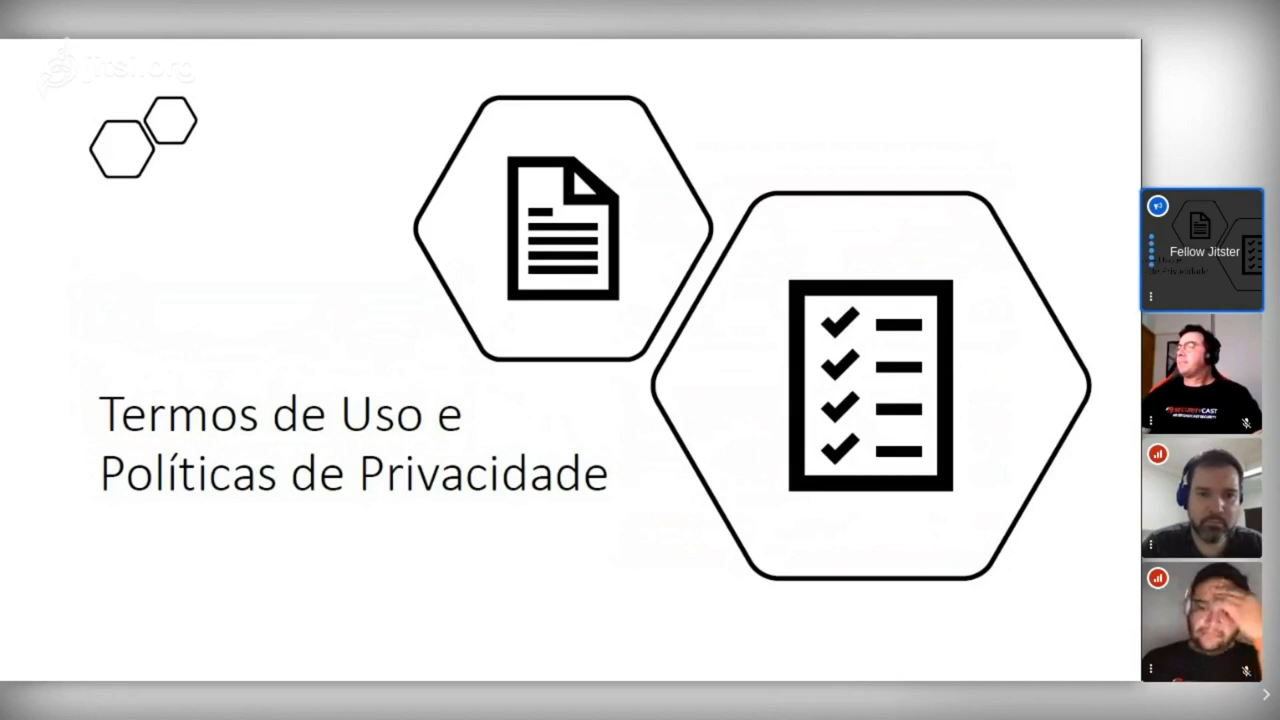 jitsi.org
Termos de Uso e
Políticas de Privacidade
Fellow Jitster
SECURITYCAST